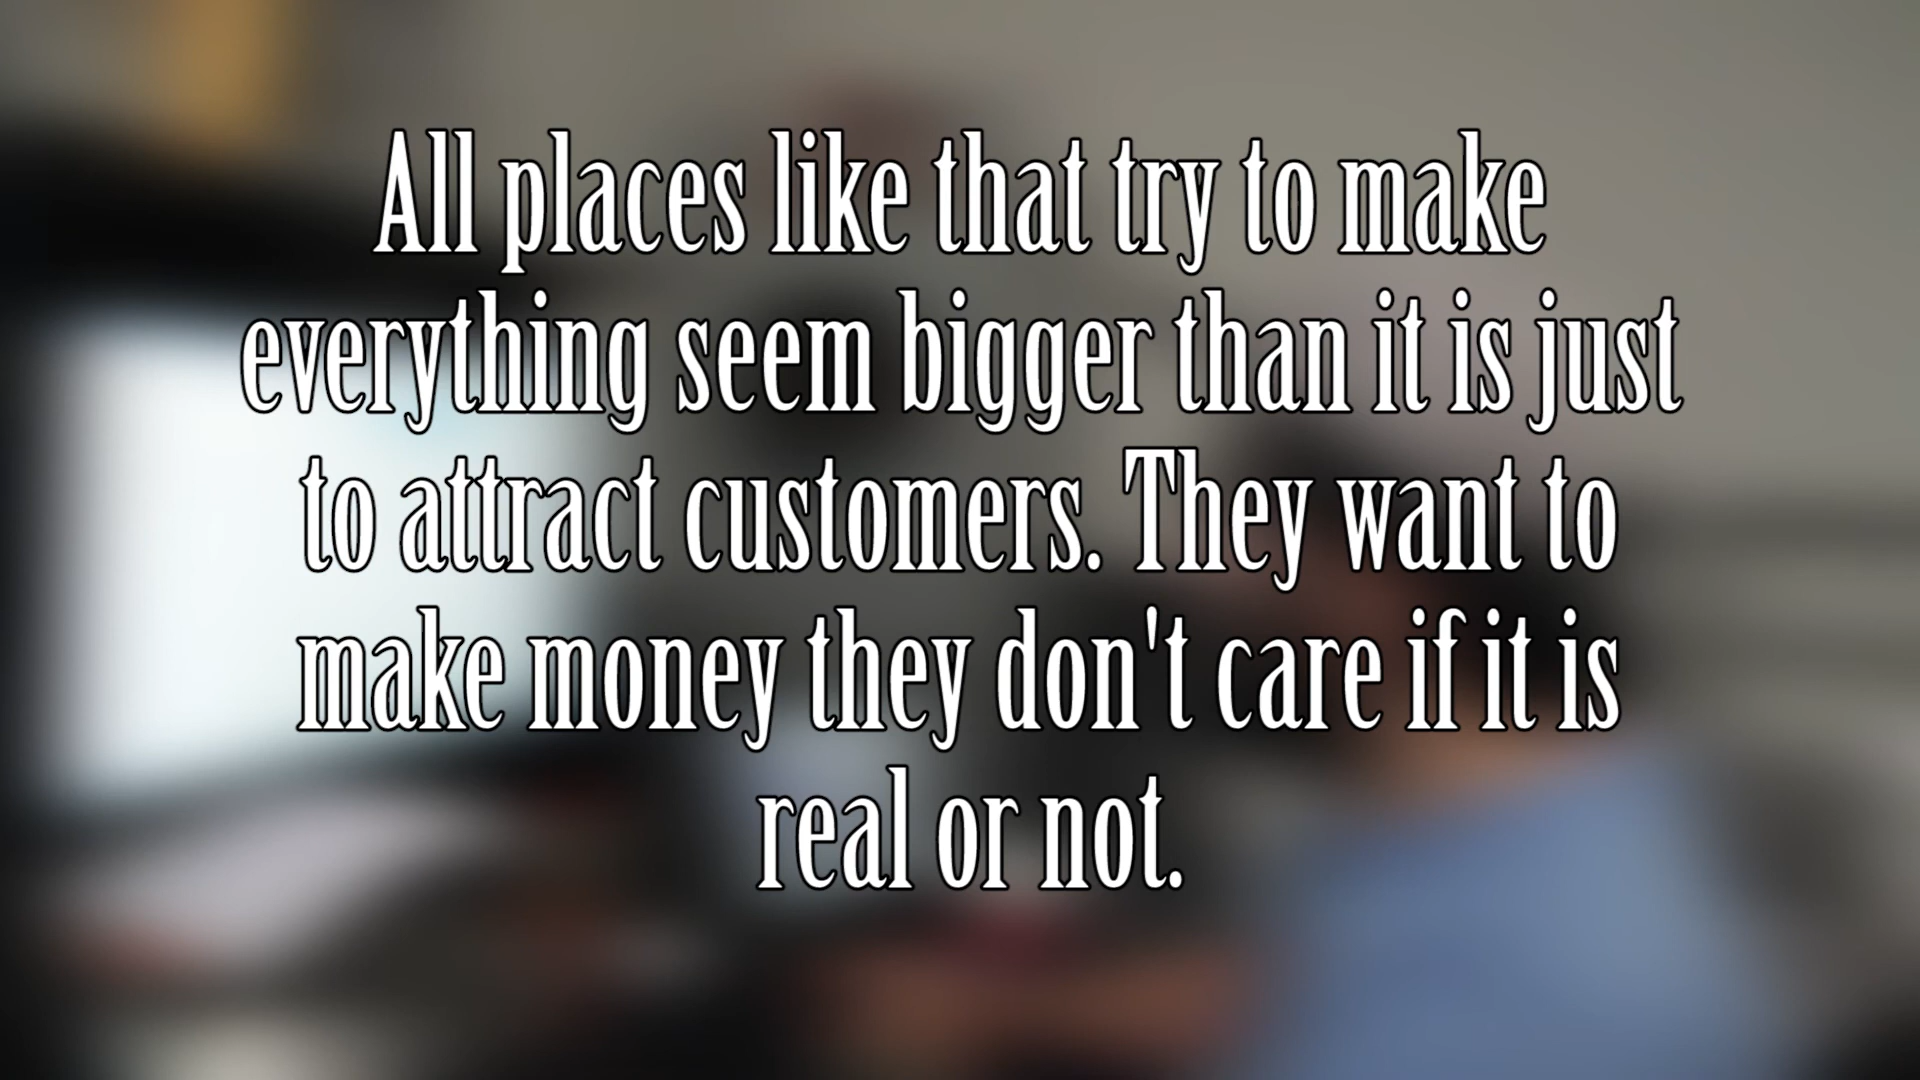 All places like that try to make
everything seem bigger than it is just
to attract customers. They want to
make money they don't care if it is
real or not.